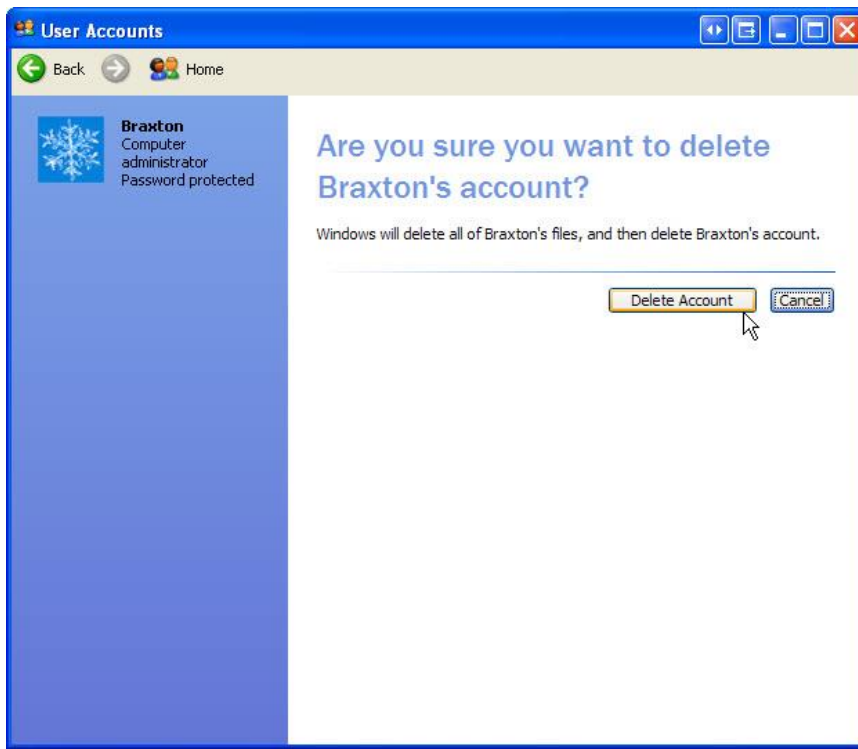 User Accounts
Back Home
Braxton
Computer
administrator
Password protected
Are you sure you want to delete
Braxton's account?
Windows will delete all of Braxton's files, and then delete Braxton's account.
Delete Account Cancel